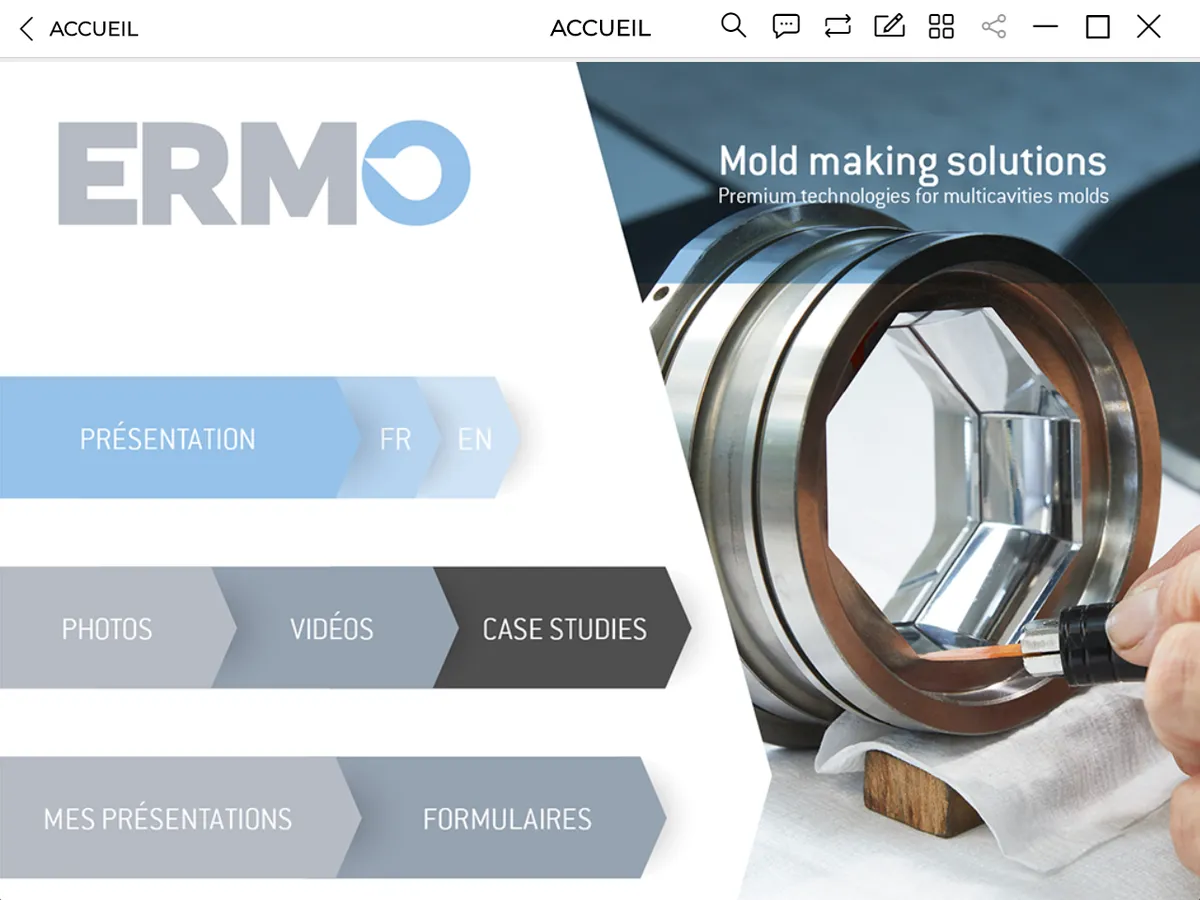 ACCUEIL
ACCUEIL
ERMO
Mold making solutions
Premium technologies for multicavities molds
PRÉSENTATION
FR
EN
PHOTOS
VIDÉOS
CASE STUDIES
MES PRÉSENTATIONS
FORMULAIRES